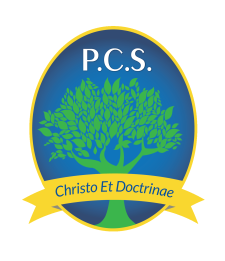 P.C.S.
Christo Et Doctrinae